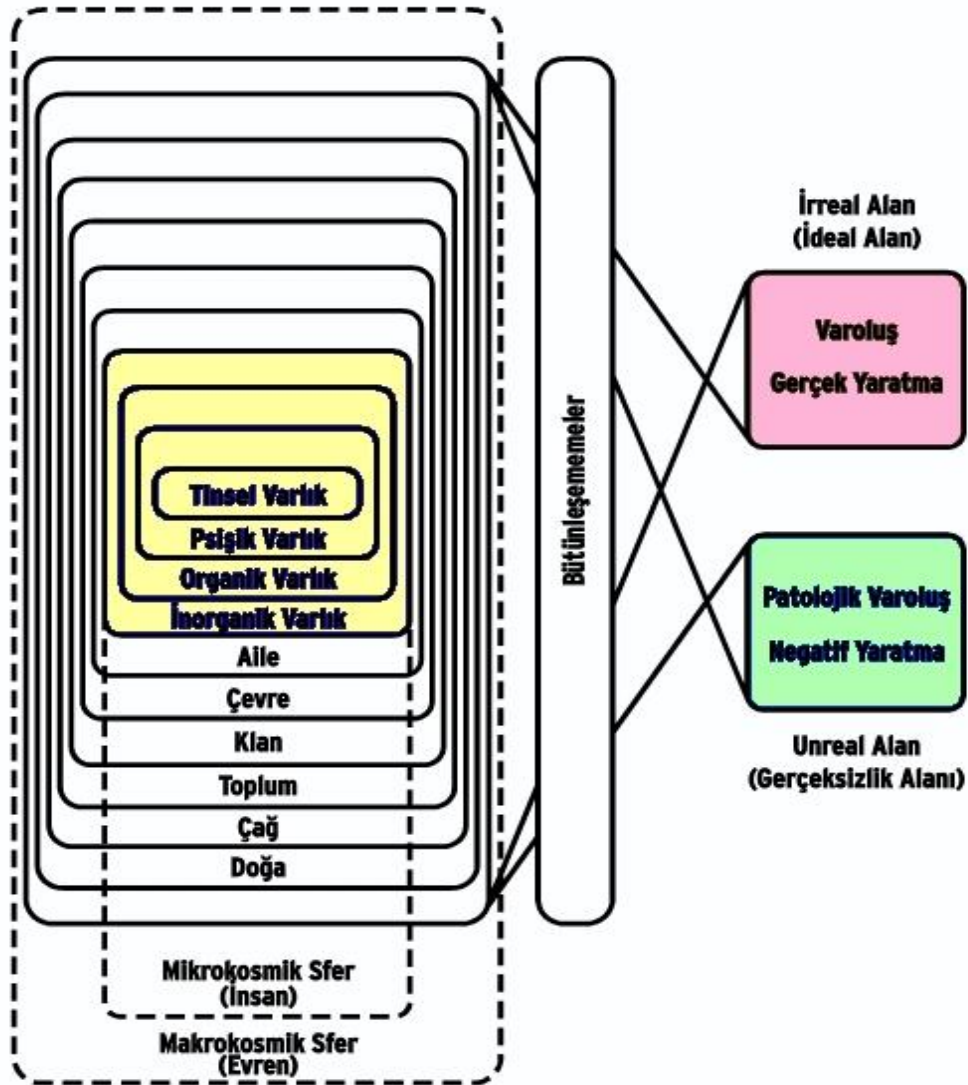 Tinsel Varlık
Psişik Varlık
Organik Varlık
İnorganik Varlık
Aile
Çevre
Klan
Toplum
Çağ
Doğa
Mikrokosmik Sfer
(İnsan)
Makrokosmik Sfer
(Evren)
Bütünleşememeler
İrreal Alan
(İdeal Alan)
Varoluş
Gerçek Yaratma
Patolojik Varoluş
Negatif Yaratma
Unreal Alan
(Gerçeksizlik Alanı)